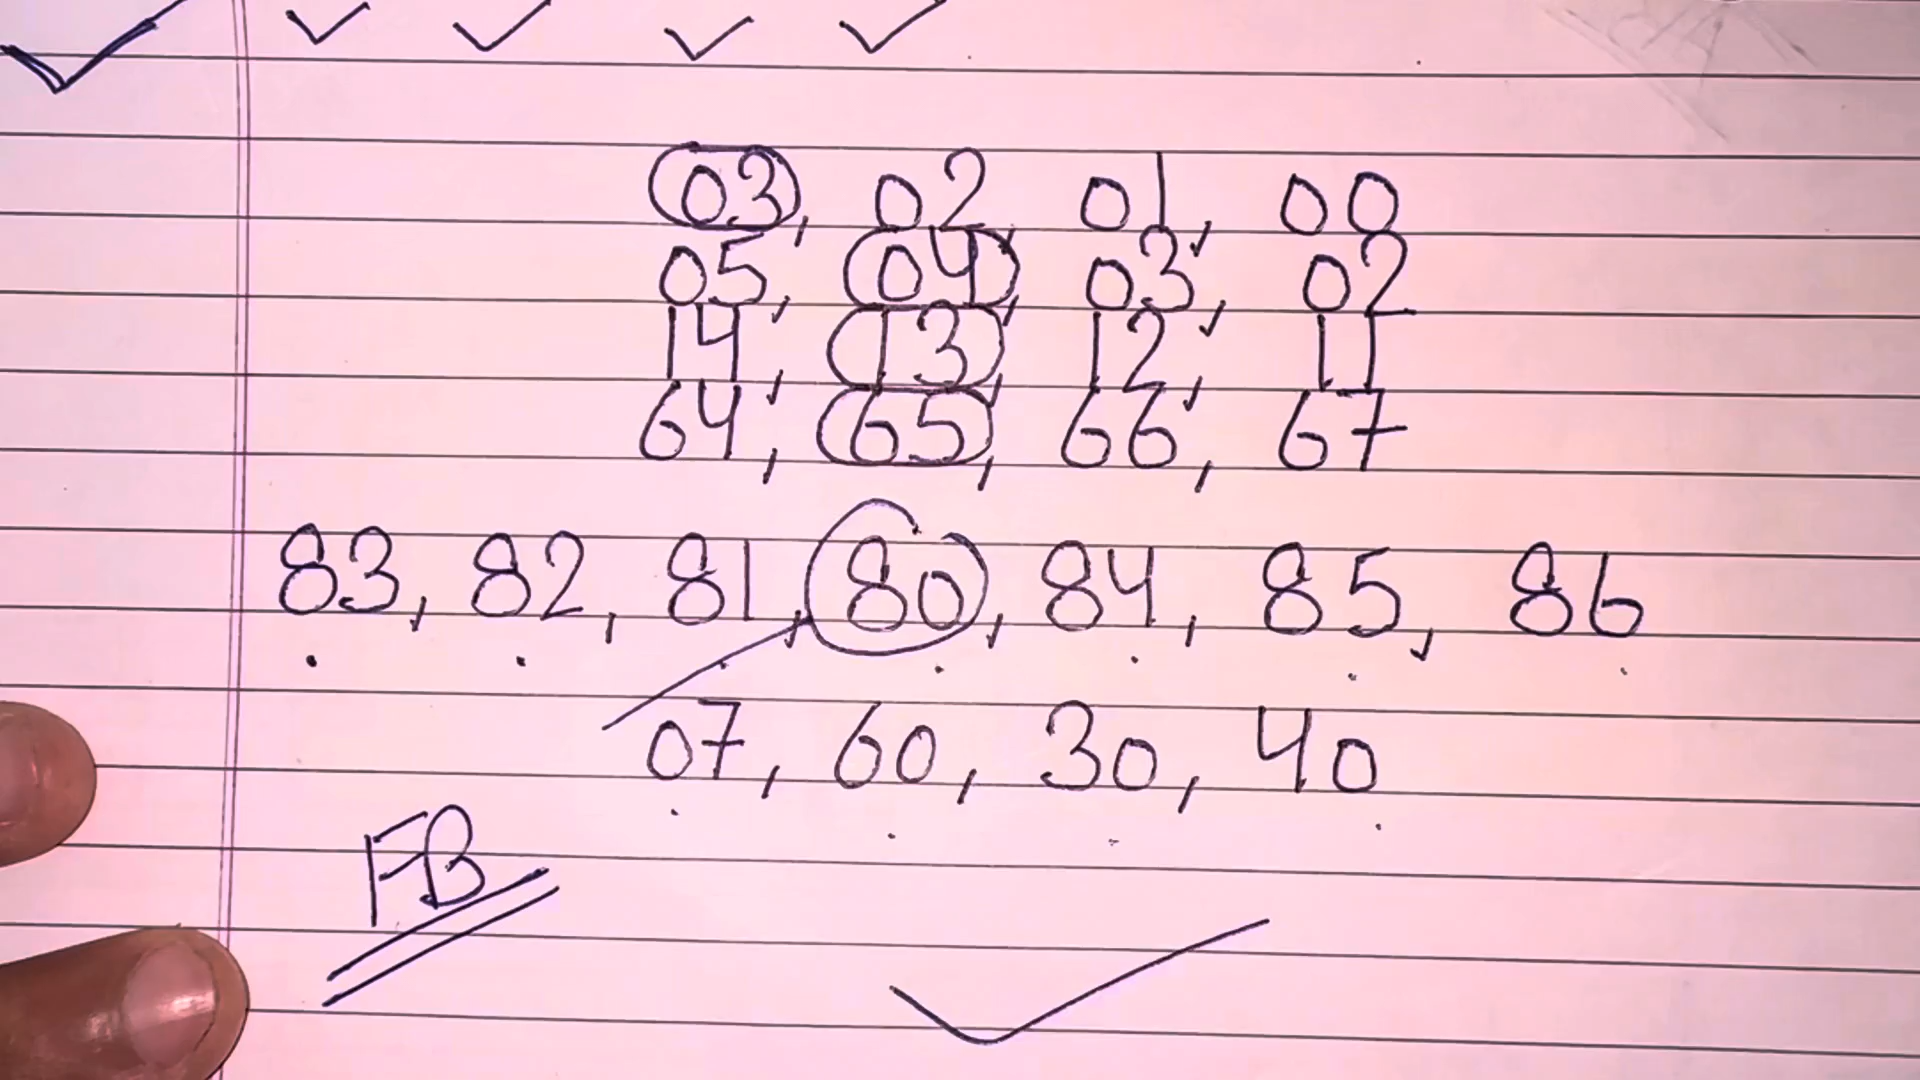 03, 02, 01, 00
05, 04, 03, 02
14, 13, 12, 11
64, 65, 66, 67
83, 82, 81, 80, 84, 85, 86
07, 60, 30, 40
FB